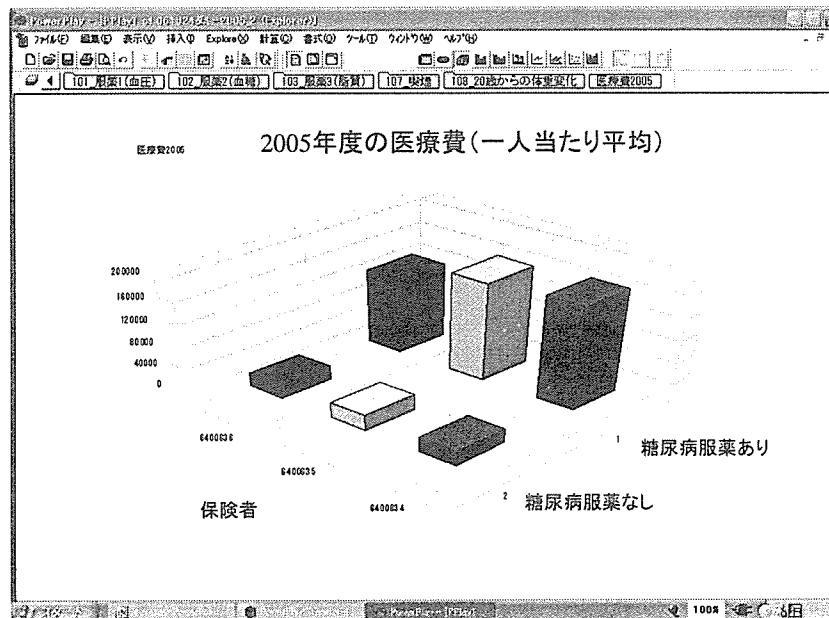 ファイル(F) 編集(E) 表示(V) 挿入(I) Explore(X) 計算(C) 書式(O) ツール(T) ウィンドウ(W) ヘルプ(H)
101_服薬1(血圧) 102_服薬2(血糖) 103_服薬3(脂質) 107_喫煙 108_20歳からの体重変化 医療費2005
医療費2005
2005年度の医療費(一人当たり平均)
200000
160000
120000
80000
40000
0
6400636
6400635
6400634
保険者
1 糖尿病服薬あり
2 糖尿病服薬なし
100%